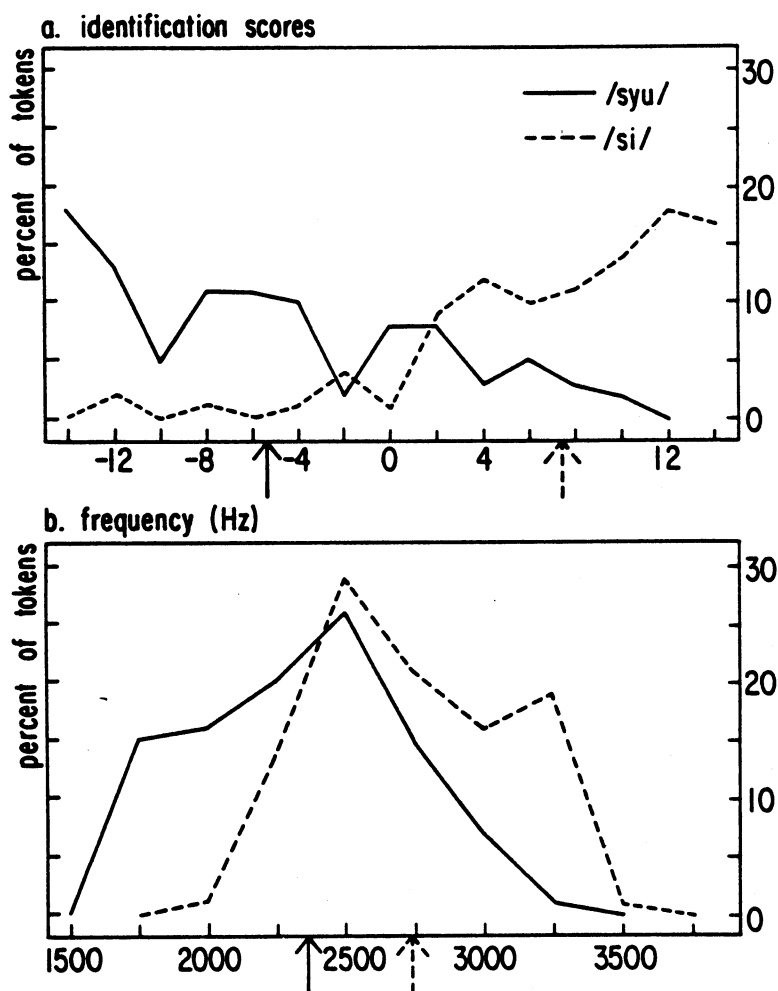 a. identification scores
percent of tokens
30
20
10
0
/syu/
/si/
-12 -8 -4 0 4 12
b. frequency (Hz)
percent of tokens
30
20
10
0
1500 2000 2500 3000 3500